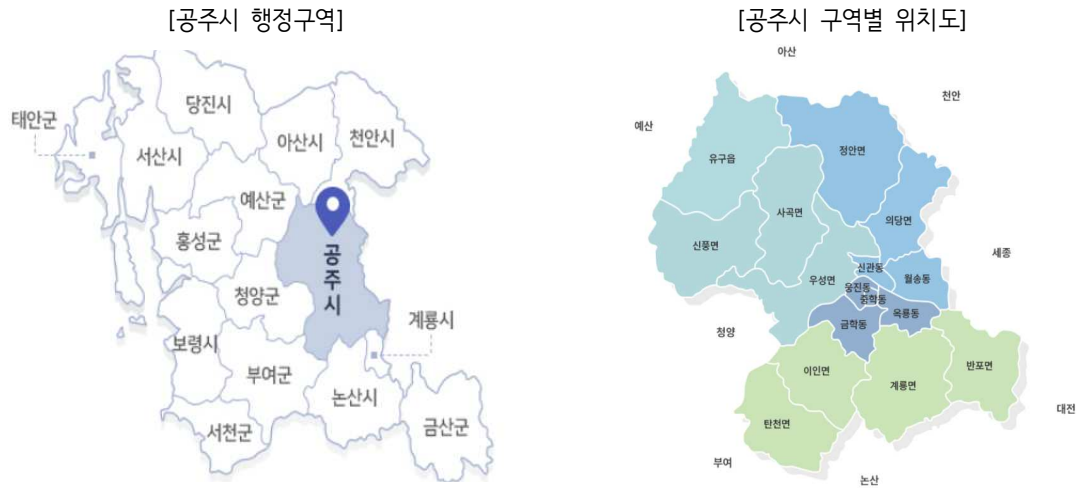 [공주시 행정구역]
당진시
태안군
아산시
천안시
서산시
예산군
홍성군
공주시
청양군
계룡시
보령시
부여군
논산시
서천군
금산군
[공주시 구역별 위치도]
아산
천안
예산
정안면
유구읍
사곡면
의당면
신풍면
세종
신관동
월송동
우성면
웅진동
중학동
옥룡동
금학동
청양
반포면
이인면
계룡면
대전
탄천면
부여
논산